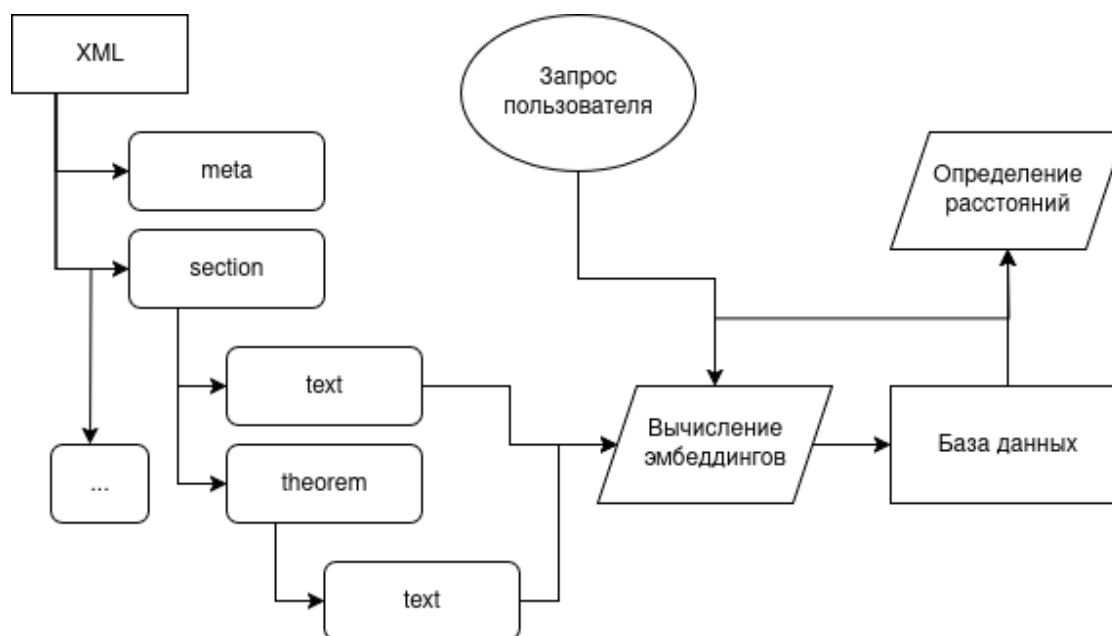 XML
Запрос
пользователя
meta
Определение
расстояний
section
text
Вычисление
эмбеддингов
База данных
...
theorem
text